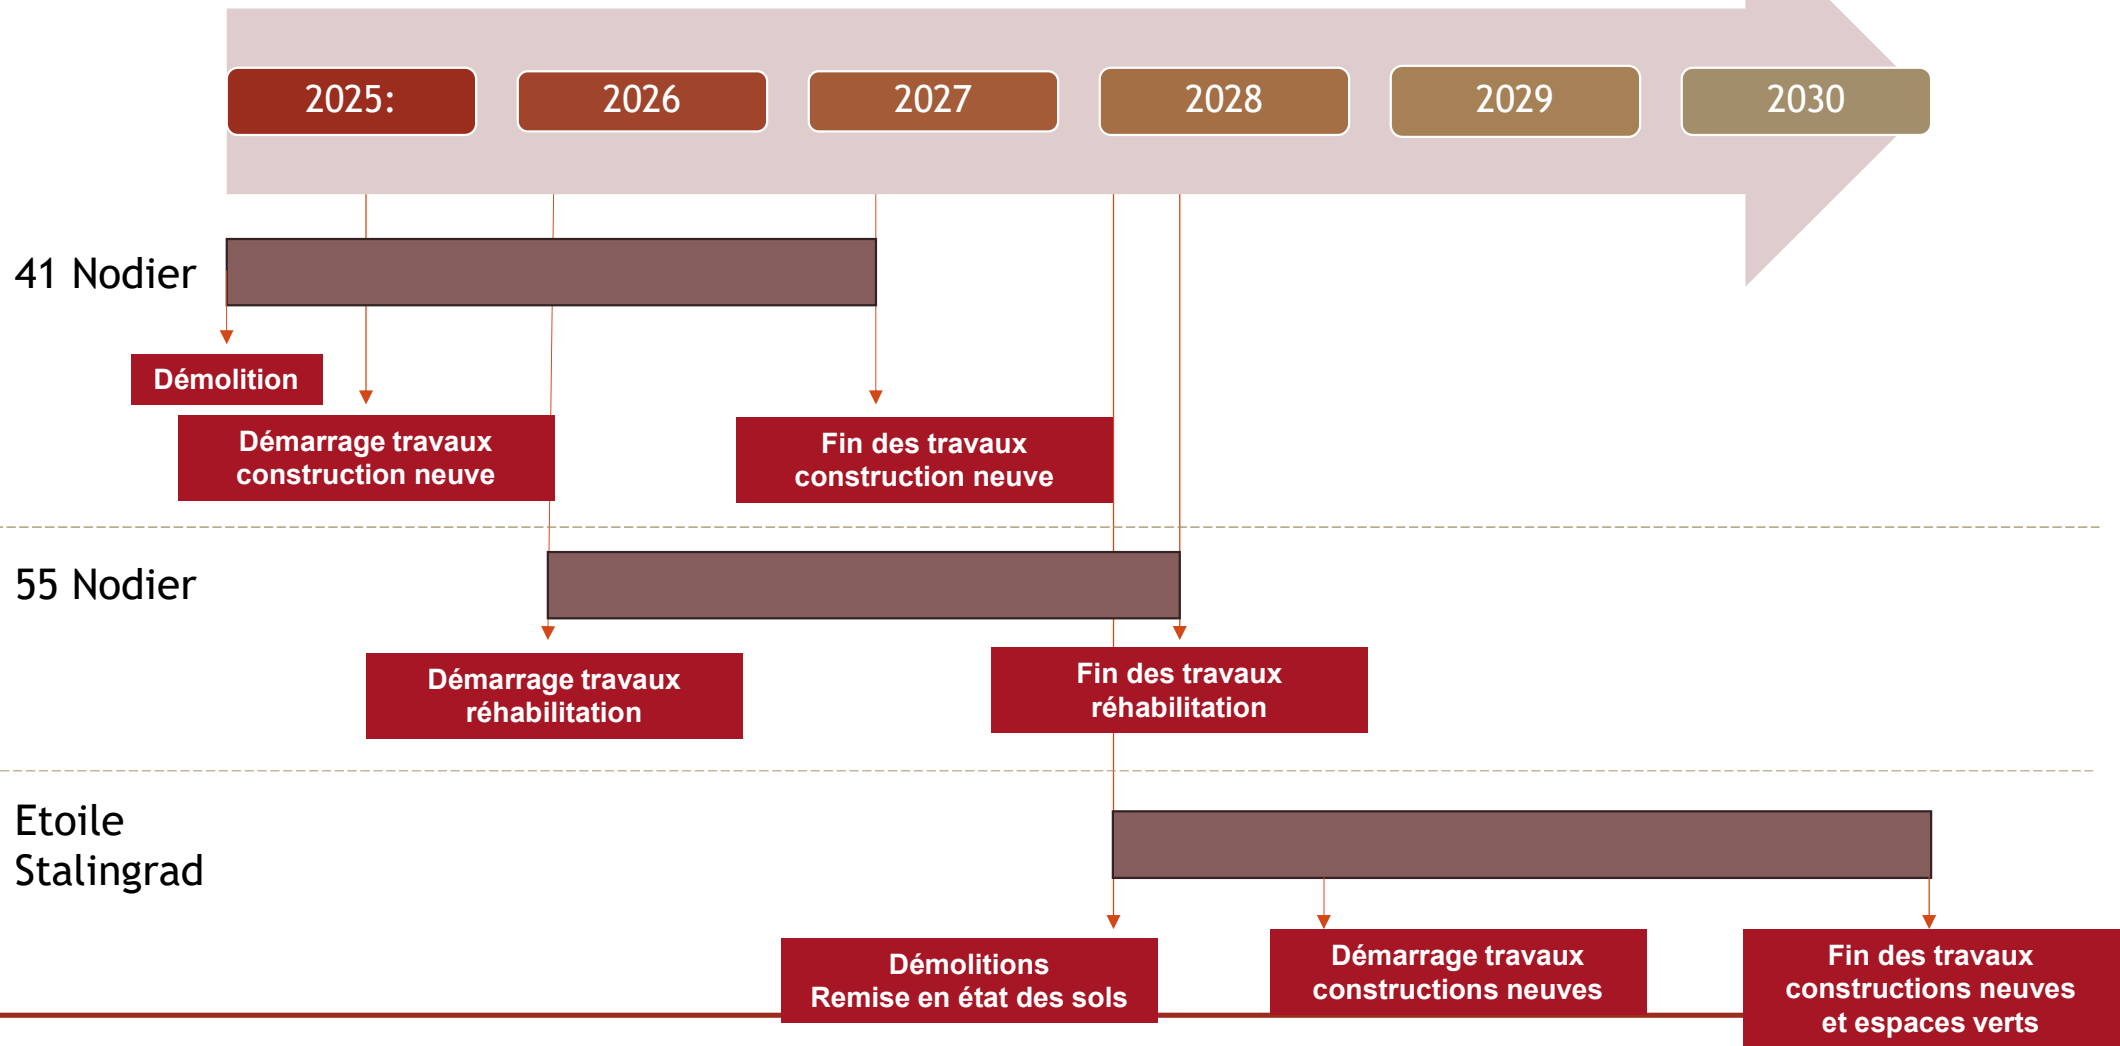 2025:
2026
2027
2028
2029
2030
41 Nodier
Démolition
Démarrage travaux
construction neuve
Fin des travaux
construction neuve
55 Nodier
Démarrage travaux
réhabilitation
Fin des travaux
réhabilitation
Etoile
Stalingrad
Démolitions
Remise en état des sols
Démarrage travaux
constructions neuves
Fin des travaux
constructions neuves
et espaces verts